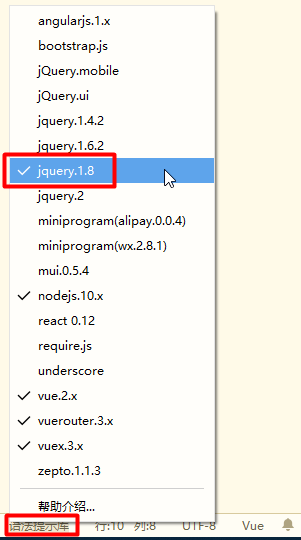 angularjs.1.x
bootstrap.js
jQuery.mobile
jQuery.ui
jquery.1.4.2
jquery.1.6.2
jquery.1.8
jquery.2
miniprogram(alipay.0.0.4)
miniprogram(wx.2.8.1)
mui.0.5.4
nodejs.10.x
react 0.12
require.js
underscore
vue.2.x
vuerouter.3.x
vuex.3.x
zepto.1.1.3
帮助介绍...
语法提示库 行:10 列:8 UTF-8 Vue